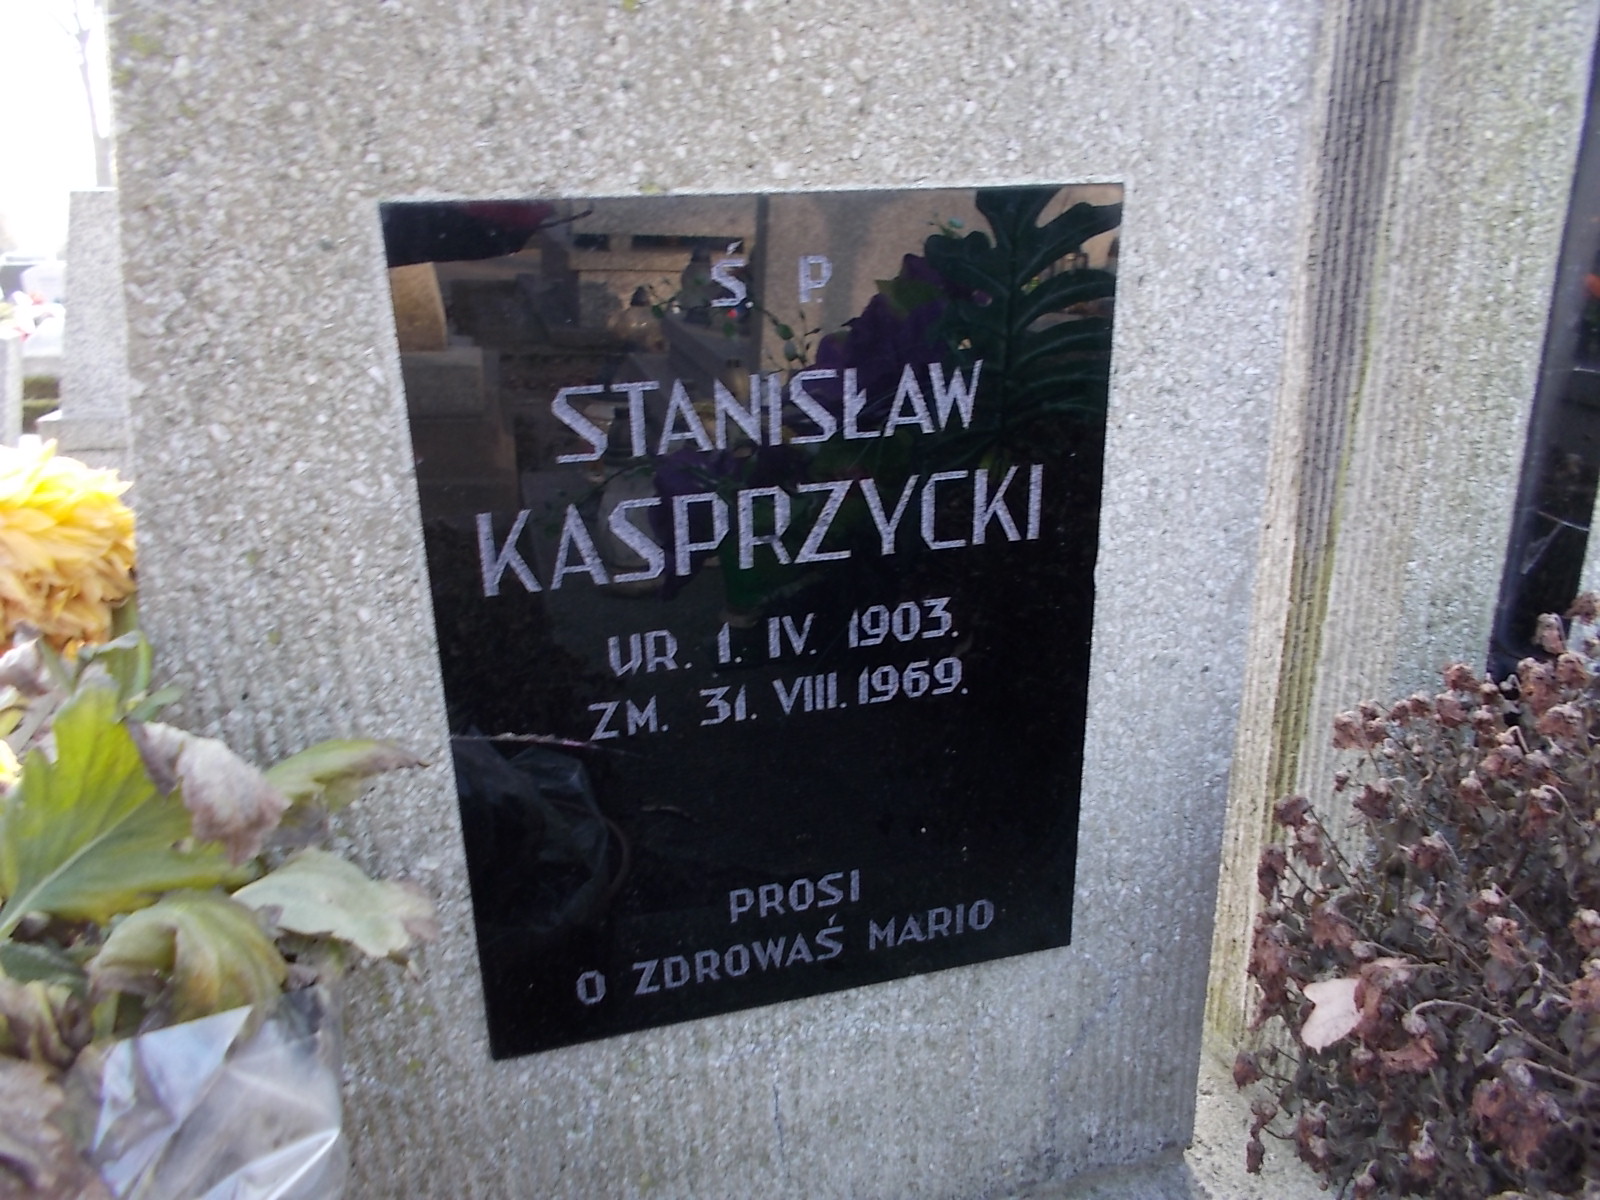 Ś. P.
STANISŁAW
KASPRZYCKI
UR. 1. IV. 1903.
ZM. 31. VIII. 1969.
PROSI
O ZDROWAŚ MARIO